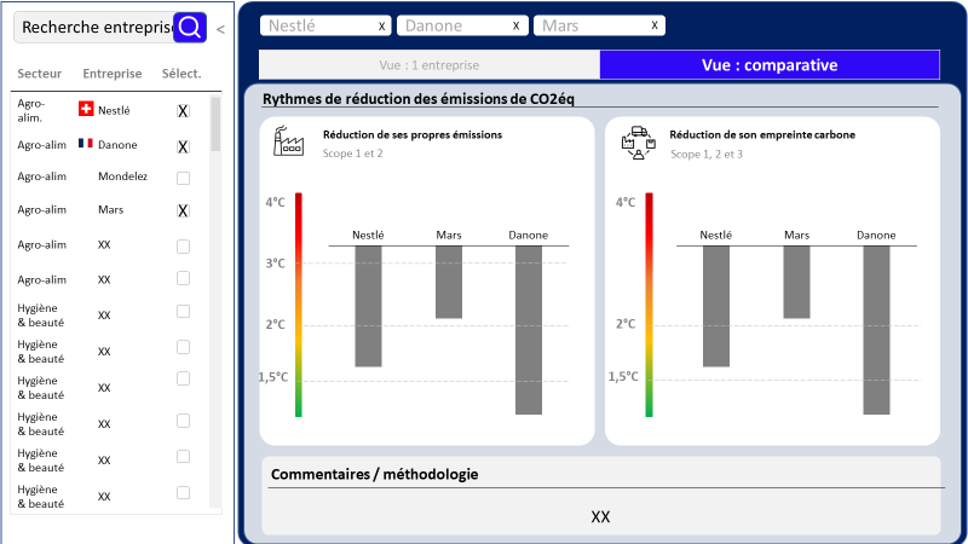 Recherche entreprise
<
Secteur Entreprise Sélect.
Agro-
alim.
Nestlé X
Agro-alim Danone X
Agro-alim Mondelez
Agro-alim Mars X
Agro-alim XX
Agro-alim XX
Hygiène
& beauté
XX
Hygiène
& beauté
XX
Hygiène
& beauté
XX
Hygiène
& beauté
XX
Hygiène
& beauté
XX
Hygiène
& beauté
XX
Nestlé X Danone X Mars X
Vue : 1 entreprise Vue : comparative
Rythmes de réduction des émissions de CO2éq
Réduction de ses propres émissions
Scope 1 et 2
4°C
Nestlé Mars Danone
3°C
2°C
1,5°C
Réduction de son empreinte carbone
Scope 1, 2 et 3
4°C
Nestlé Mars Danone
2°C
1,5°C
Commentaires / méthodologie
XX